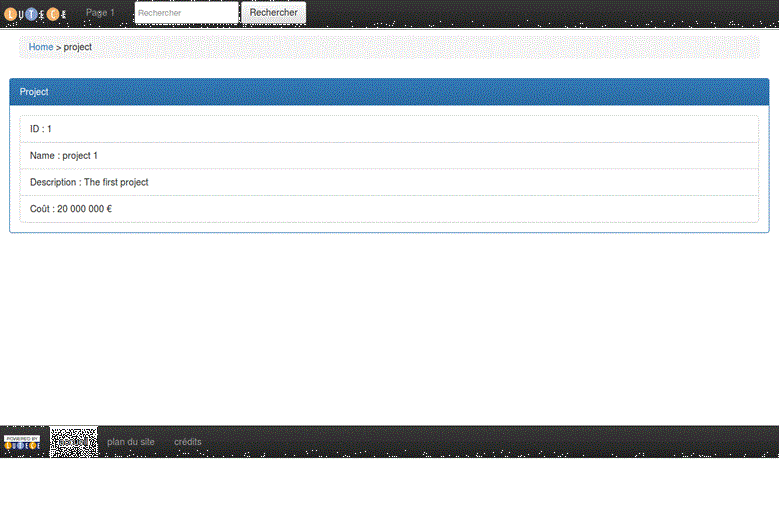 LUTECE Page 1 Rechercher Rechercher
Home > project
Project
ID : 1
Name : project 1
Description : The first project
Coût : 20 000 000 €
POWERED BY
LUTECE plan du site crédits